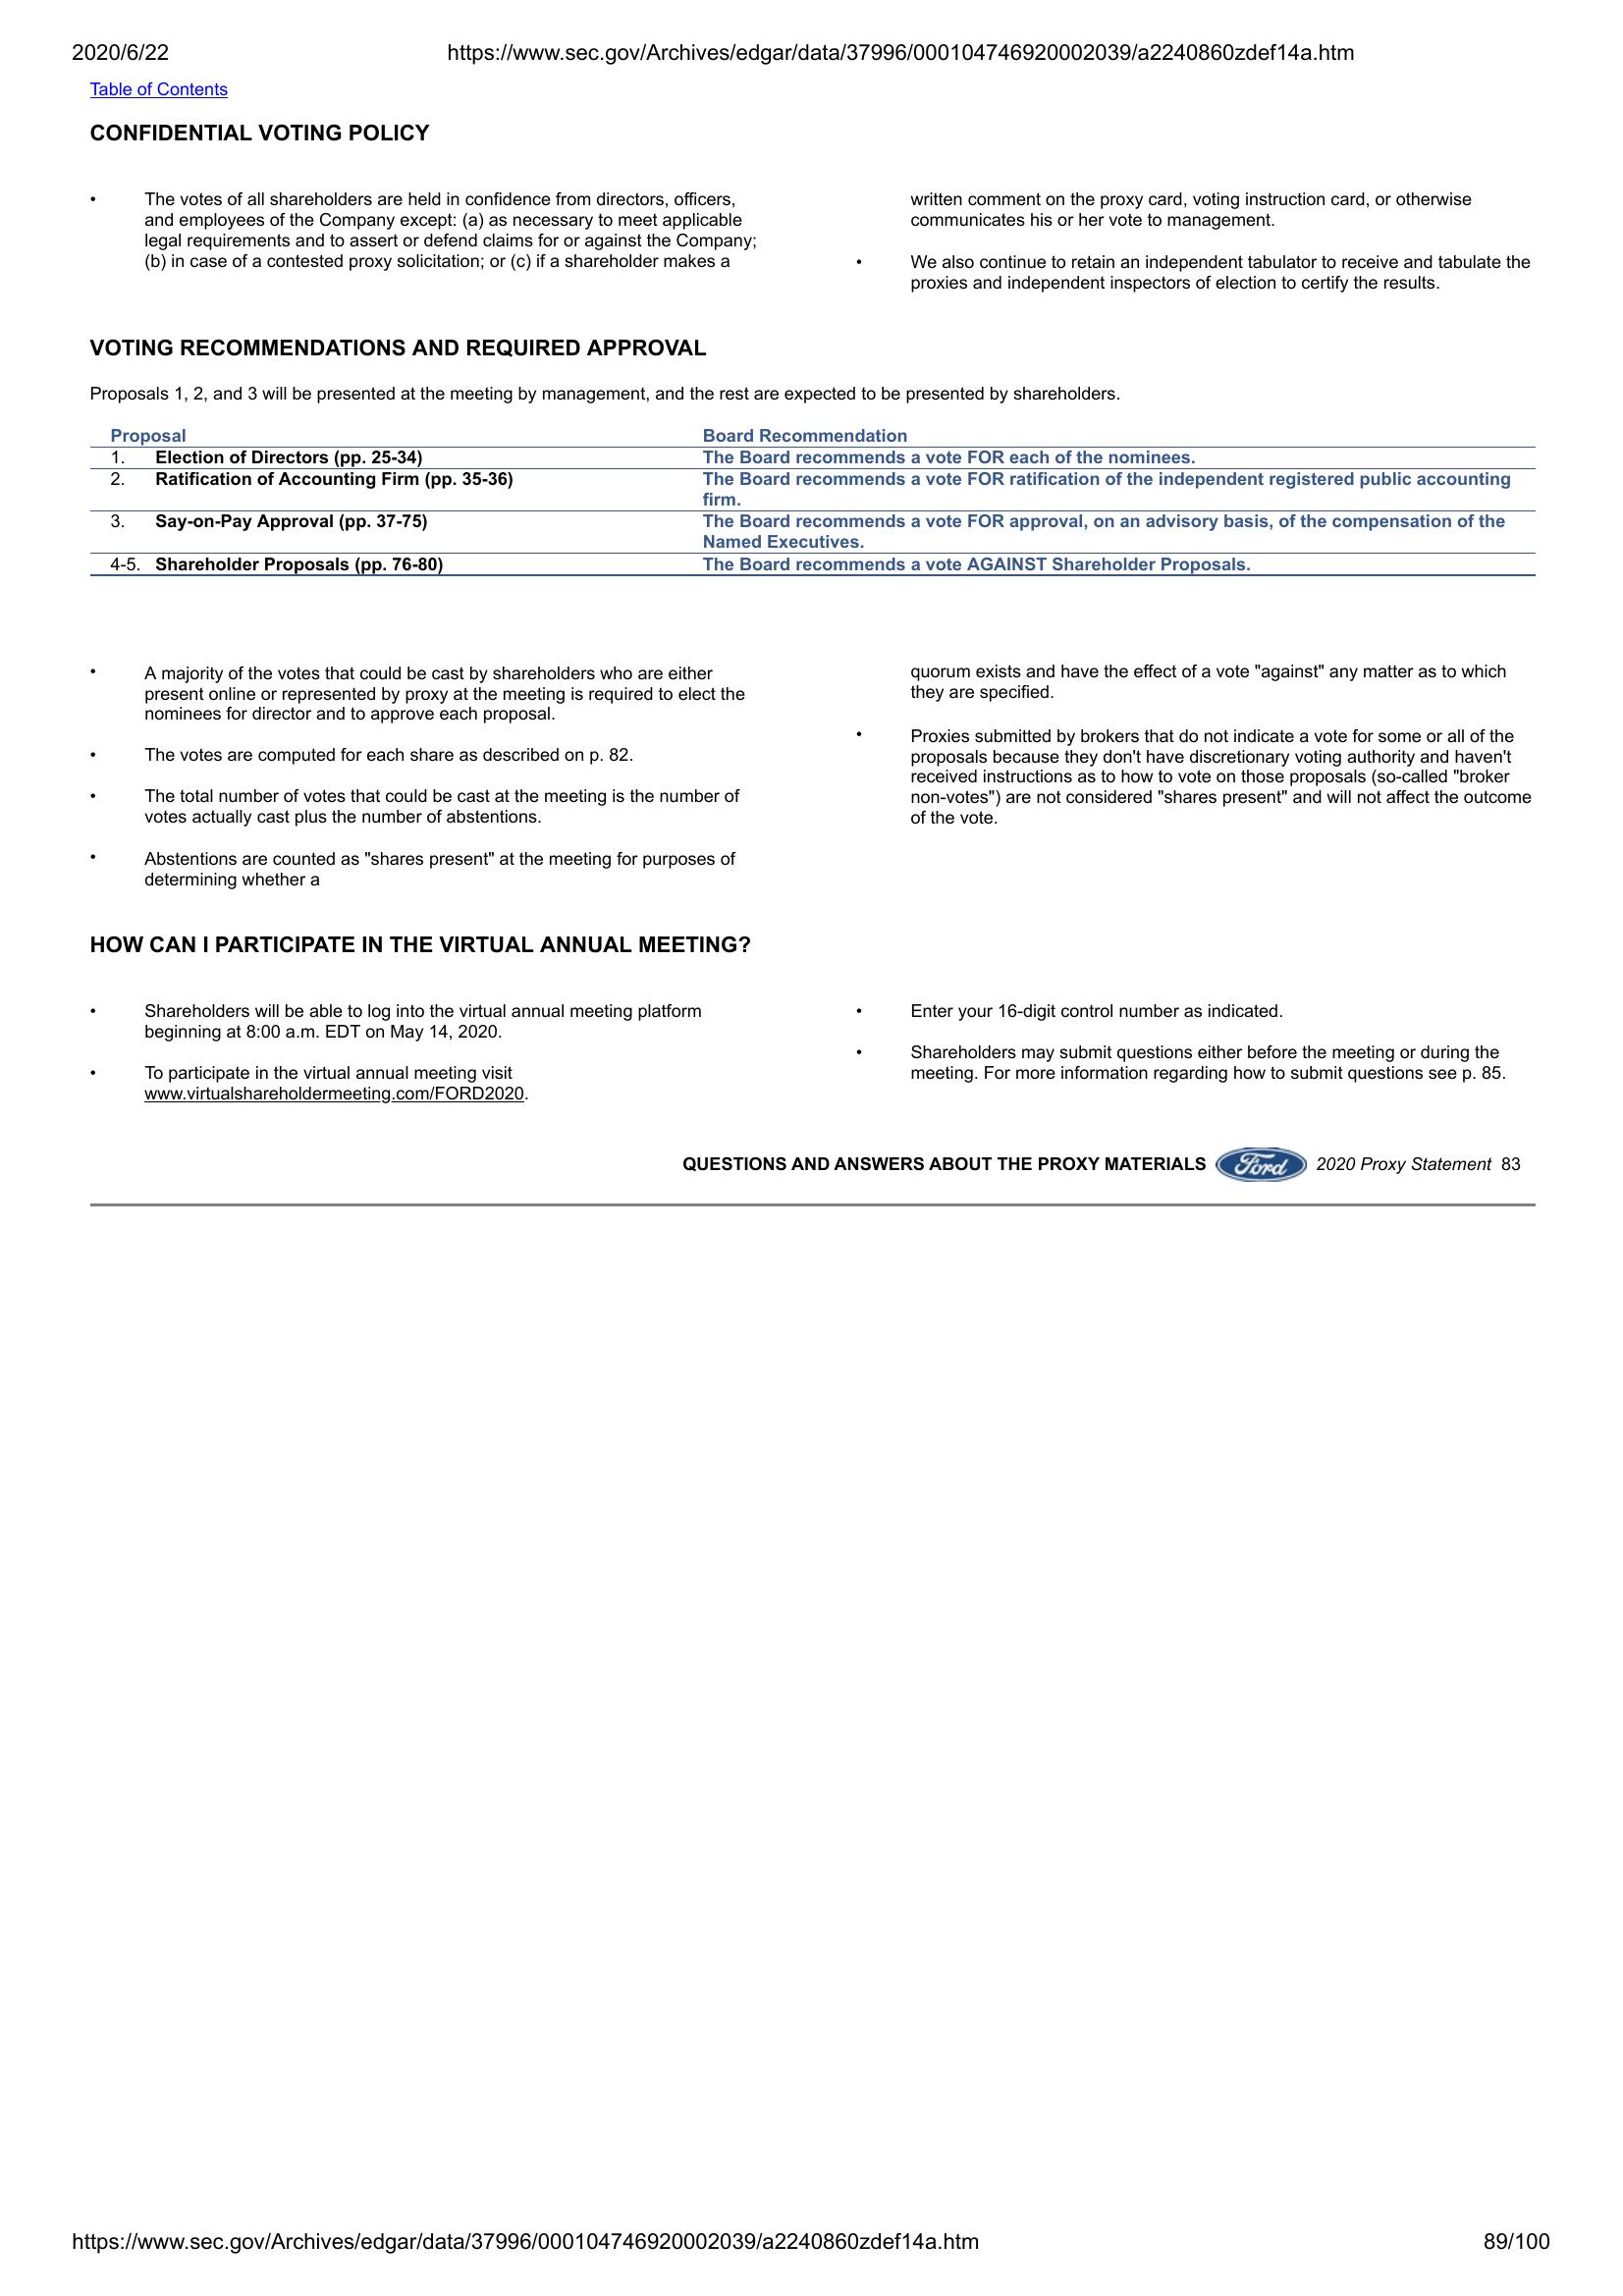 2020/6/22 https://www.sec.gov/Archives/edgar/data/37996/000104746920002039/a2240860zdef14a.htm
Table of Contents
CONFIDENTIAL VOTING POLICY
• The votes of all shareholders are held in confidence from directors, officers,
and employees of the Company except: (a) as necessary to meet applicable
legal requirements and to assert or defend claims for or against the Company;
(b) in case of a contested proxy solicitation; or (c) if a shareholder makes a
written comment on the proxy card, voting instruction card, or otherwise
communicates his or her vote to management.
• We also continue to retain an independent tabulator to receive and tabulate the
proxies and independent inspectors of election to certify the results.
VOTING RECOMMENDATIONS AND REQUIRED APPROVAL
Proposals 1, 2, and 3 will be presented at the meeting by management, and the rest are expected to be presented by shareholders.
Proposal Board Recommendation
1. Election of Directors (pp. 25-34) The Board recommends a vote FOR each of the nominees.
2. Ratification of Accounting Firm (pp. 35-36) The Board recommends a vote FOR ratification of the independent registered public accounting
firm.
3. Say-on-Pay Approval (pp. 37-75) The Board recommends a vote FOR approval, on an advisory basis, of the compensation of the
Named Executives.
4-5. Shareholder Proposals (pp. 76-80) The Board recommends a vote AGAINST Shareholder Proposals.
• A majority of the votes that could be cast by shareholders who are either
present online or represented by proxy at the meeting is required to elect the
nominees for director and to approve each proposal.
• The votes are computed for each share as described on p. 82.
• The total number of votes that could be cast at the meeting is the number of
votes actually cast plus the number of abstentions.
• Abstentions are counted as "shares present" at the meeting for purposes of
determining whether a
quorum exists and have the effect of a vote "against" any matter as to which
they are specified.
• Proxies submitted by brokers that do not indicate a vote for some or all of the
proposals because they don't have discretionary voting authority and haven't
received instructions as to how to vote on those proposals (so-called "broker
non-votes") are not considered "shares present" and will not affect the outcome
of the vote.
HOW CAN I PARTICIPATE IN THE VIRTUAL ANNUAL MEETING?
• Shareholders will be able to log into the virtual annual meeting platform
beginning at 8:00 a.m. EDT on May 14, 2020.
• To participate in the virtual annual meeting visit
www.virtualshareholdermeeting.com/FORD2020.
• Enter your 16-digit control number as indicated.
• Shareholders may submit questions either before the meeting or during the
meeting. For more information regarding how to submit questions see p. 85.
QUESTIONS AND ANSWERS ABOUT THE PROXY MATERIALS Ford 2020 Proxy Statement 83
https://www.sec.gov/Archives/edgar/data/37996/000104746920002039/a2240860zdef14a.htm 89/100